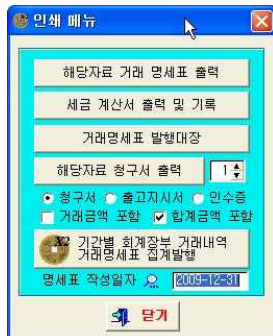 인쇄 메뉴
해당자료 거래 명세표 출력
세금 계산서 출력 및 기록
거래명세표 발행대장
해당자료 청구서 출력 1
청구서 출고지시서 인수증
거래금액 포함 합계금액 포함
X2 기간별 회계장부 거래내역
거래명세표 집계발행
명세표 작성일자 2009-12-31
닫기